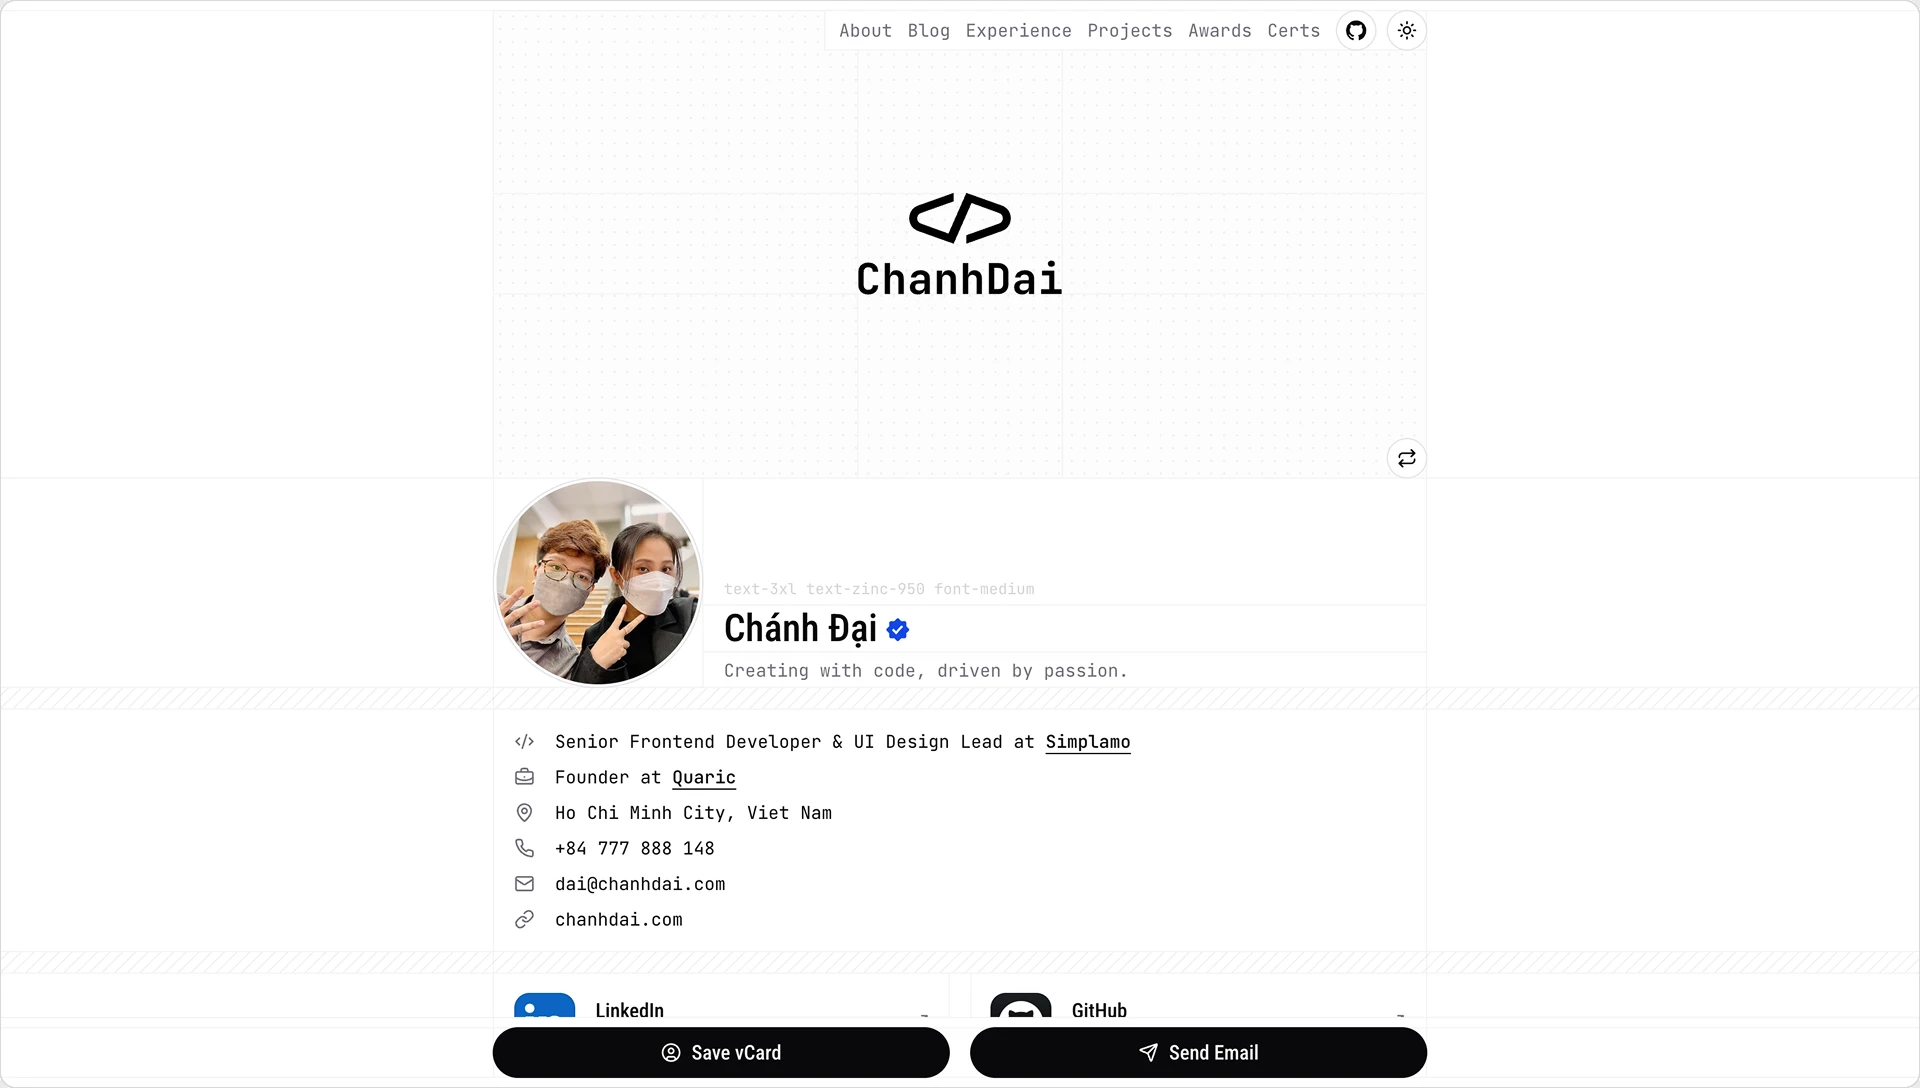 About Blog Experience Projects Awards Certs
</>
ChanhDai
text-3xl text-zinc-950 font-medium
Chánh Đại
Creating with code, driven by passion.
Senior Frontend Developer & UI Design Lead at Simplamo
Founder at Quaric
Ho Chi Minh City, Viet Nam
+84 777 888 148
dai@chanhdai.com
chanhdai.com
LinkedIn
GitHub
Save vCard
Send Email